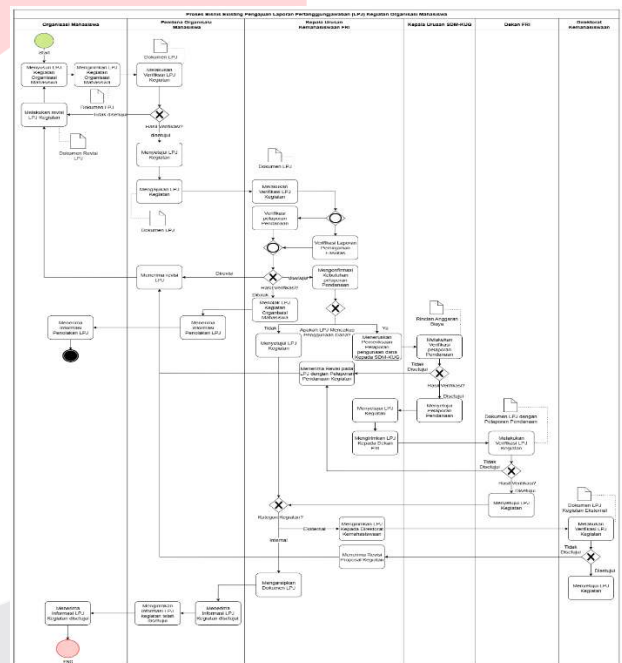 Proses Bisnis Existing Pengajuan Laporan Pertanggungjawaban (LPJ) Kegiatan Organisasi Mahasiswa
Organisasi Mahasiswa
Pembina Organisasi
Mahasiswa
Kepala Urusan
Kemahasiswaan FRI
Kepala Urusan SDM-KUG
Dekan FRI
Direktorat
Kemahasiswaan
Start
Menyusun LPJ
Kegiatan
Organisasi
Mahasiswa
Mengirimkan LPJ
Kegiatan
Organisasi
Mahasiswa
Dokumen LPJ
Melakukan
Verifikasi LPJ
Kegiatan
Dokumen LPJ
Melakukan revisi
LPJ Kegiatan
Tidak disetujui
Hasil Verifikasi?
disetujui
Dokumen Revisi
LPJ
Menyetujui LPJ
Kegiatan
Dokumen LPJ
Mengajukan LPJ
Kegiatan
Dokumen LPJ
Melakukan
Verifikasi LPJ
Kegiatan
Verifikasi
pelaporan
Pendanaan
Verifikasi Laporan
Pelaksanaan
Kegiatan
Menerima revisi
LPJ
Direvisi
Hasil Verifikasi?
disetujui
Mengonfirmasi
Kebutuhan
pelaporan
Pendanaan
Ditolak
Menolak LPJ
Kegiatan
Organisasi
Mahasiswa
Menerima
Informasi
Penolakan LPJ
Menerima
Informasi
Penolakan LPJ
Tidak
Apakah LPJ Mencakup
Penggunaan Dana?
Ya
Menyetujui LPJ
Kegiatan
Meneruskan
Pemeriksaan
Pelaporan
penggunaan dana
Kepada SDM-KUG
Rincian Anggaran
Biaya
Melakukan
Verifikasi
pelaporan
Pendanaan
Menerima Revisi pada
LPJ dengan Pelaporan
Pendanaan Kegiatan
Tidak
Disetujui
Hasil Verifikasi?
Disetujui
Menyetujui LPJ
Kegiatan
Menyetujui
Pelaporan
Pendanaan
Dokumen LPJ dengan
Pelaporan Pendanaan
Mengirimkan LPJ
Kepada Dekan
FRI
Melakukan
Verifikasi LPJ
Kegiatan
Tidak
Disetujui
Hasil Verifikasi?
Disetujui
Menyetujui LPJ
Kegiatan
Kategori Kegiatan?
Dokumen LPJ
Kegiatan Eksternal
Eksternal
Mengirimkan LPJ
Kepada Direktorat
Kemahasiswaan
Melakukan
Verifikasi LPJ
Kegiatan
Internal
Menerima Revisi
Proposal Kegiatan
Tidak
Disetujui
Disetujui
Menyetujui LPJ
Kegiatan
Mengarsipkan
Dokumen LPJ
Menerima
Informasi LPJ
Kegiatan disetujui
Mengirimkan
Informasi LPJ
kegiatan telah
disetujui
Menerima
Informasi LPJ
Kegiatan disetujui
End